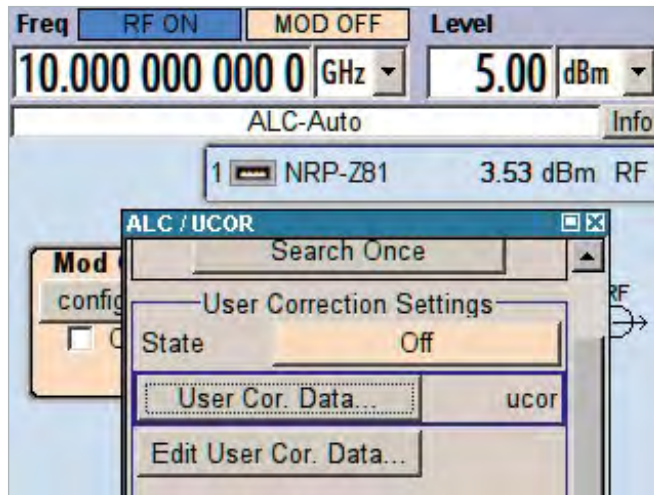 Freq RF ON MOD OFF Level
10.000 000 000 0 GHz 5.00 dBm
ALC-Auto Info
1 NRP-Z81 3.53 dBm RF
ALC / UCOR
Search Once
Mod
config
RF
User Correction Settings
State Off
User Cor. Data... ucor
Edit User Cor. Data...